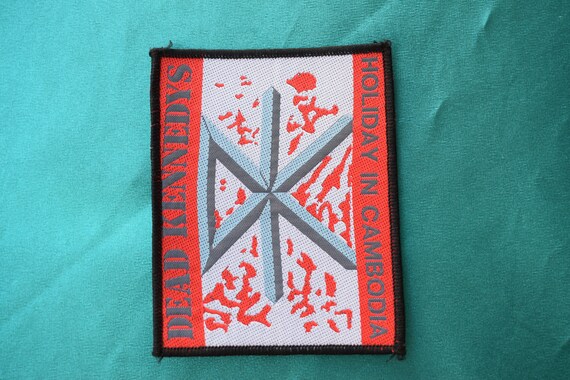 DEAD KENNEDYS
HOLIDAY IN CAMBODIA